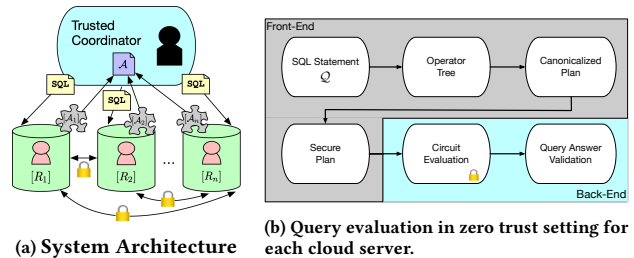 Trusted
Coordinator
𝒜
SQL
SQL
SQL
[𝒜₁]
[𝒜₂]
[𝒜ₙ]
[R₁]
[R₂]
...
[Rₙ]
(a) System Architecture
Front-End
SQL Statement
𝒬
Operator
Tree
Canonicalized
Plan
Secure
Plan
Circuit
Evaluation
Query Answer
Validation
Back-End
(b) Query evaluation in zero trust setting for
each cloud server.